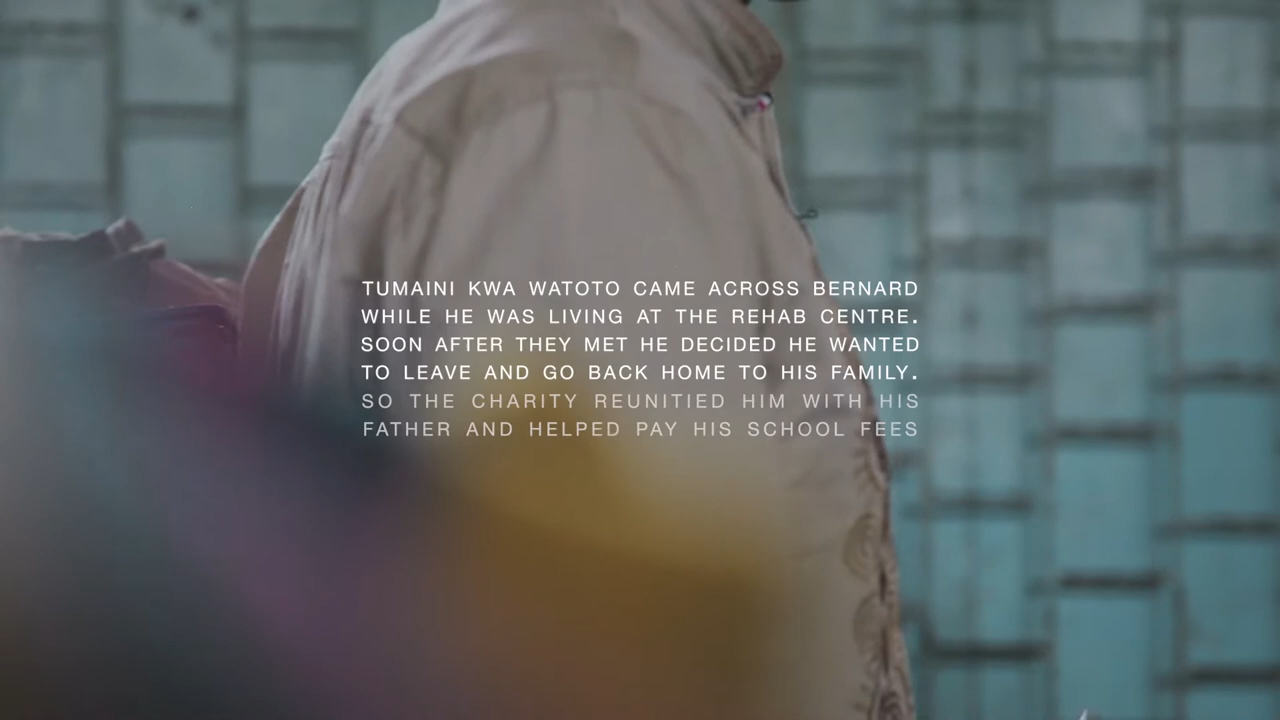 TUMAINI KWA WATOTO CAME ACROSS BERNARD
WHILE HE WAS LIVING AT THE REHAB CENTRE.
SOON AFTER THEY MET HE DECIDED HE WANTED
TO LEAVE AND GO BACK HOME TO HIS FAMILY.
SO THE CHARITY REUNITIED HIM WITH HIS
FATHER AND HELPED PAY HIS SCHOOL FEES